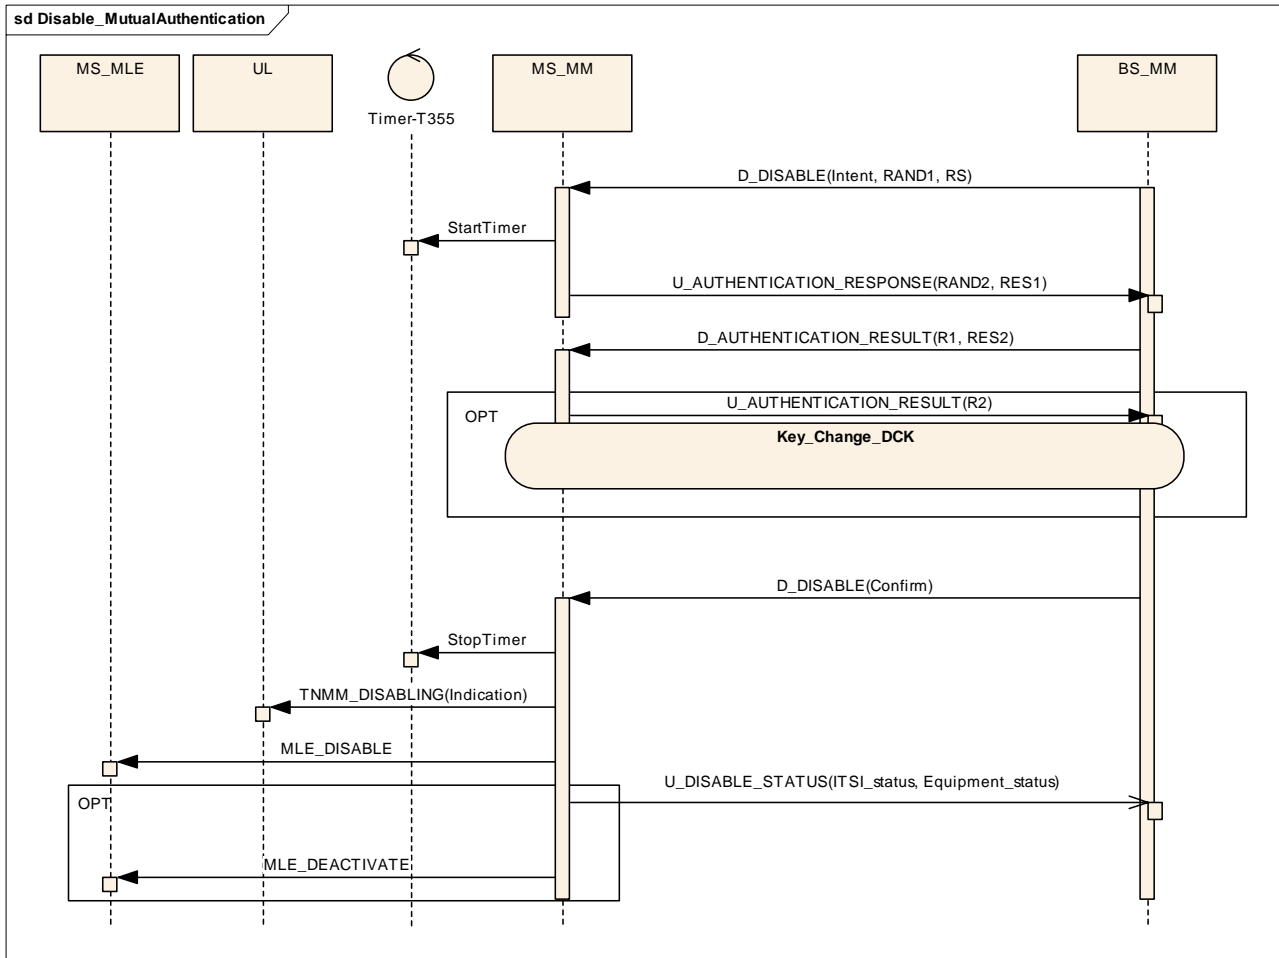 sd Disable_MutualAuthentication
MS_MLE
UL
Timer-T355
MS_MM
BS_MM
D_DISABLE(Intent, RAND1, RS)
StartTimer
U_AUTHENTICATION_RESPONSE(RAND2, RES1)
D_AUTHENTICATION_RESULT(R1, RES2)
OPT
U_AUTHENTICATION_RESULT(R2)
Key_Change_DCK
D_DISABLE(Confirm)
StopTimer
TNMM_DISABLING(Indication)
MLE_DISABLE
U_DISABLE_STATUS(ITSI_status, Equipment_status)
OPT
MLE_DEACTIVATE